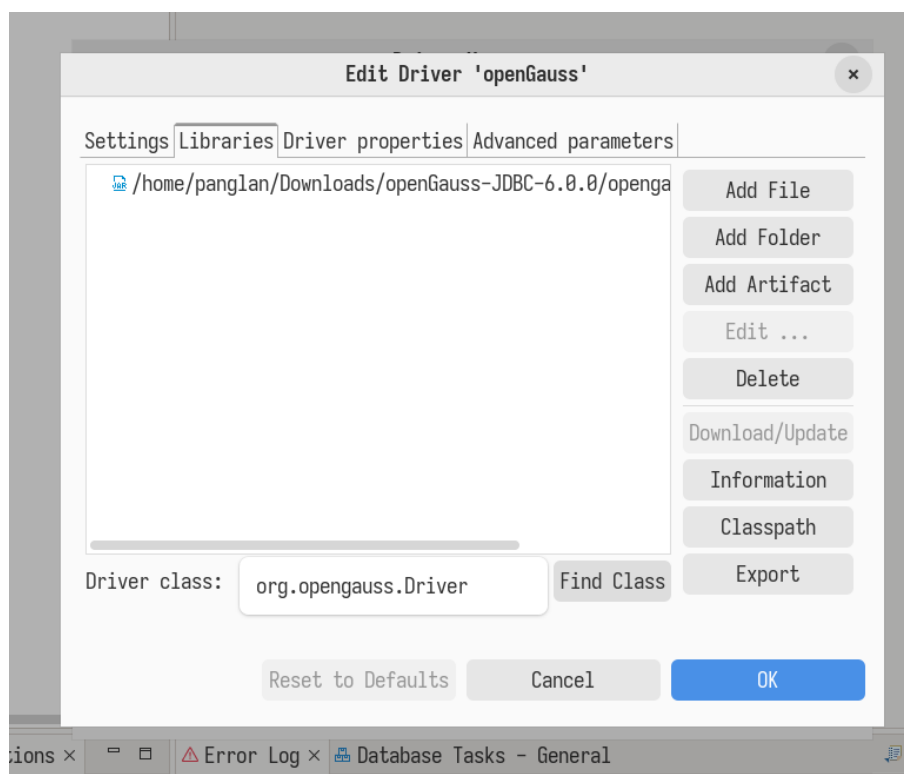 Edit Driver 'openGauss'
Settings Libraries Driver properties Advanced parameters
/home/panglan/Downloads/openGauss-JDBC-6.0.0/openga
Add File
Add Folder
Add Artifact
Edit ...
Delete
Download/Update
Information
Classpath
Export
Driver class: org.opengauss.Driver Find Class
Reset to Defaults Cancel OK
tions Error Log Database Tasks - General